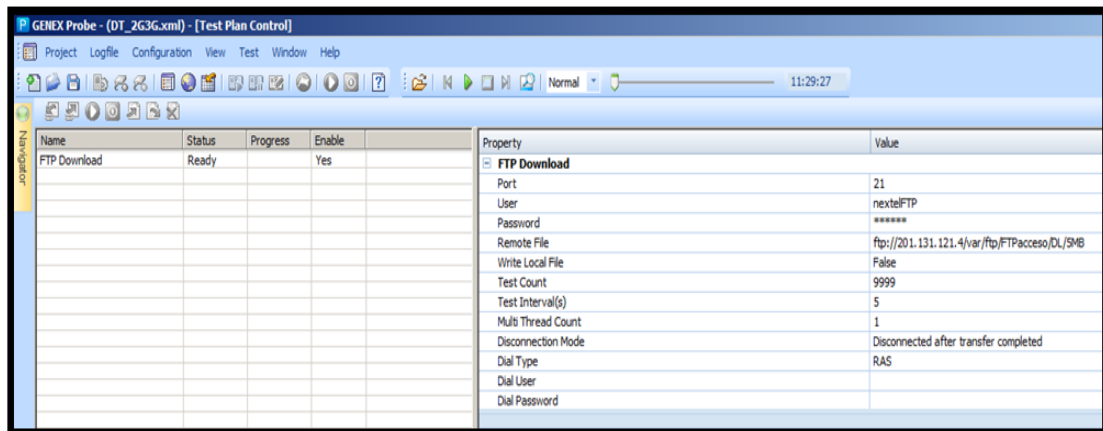 GENEX Probe - (DT_2G3G.xml) - [Test Plan Control]
Project Logfile Configuration View Test Window Help
Normal 11:29:27
Navigator
Name Status Progress Enable
FTP Download Ready Yes
Property Value
FTP Download
Port 21
User nextelFTP
Password ******
Remote File ftp://201.131.121.4/var/ftp/FTPacceso/DL/5MB
Write Local File False
Test Count 9999
Test Interval(s) 5
Multi Thread Count 1
Disconnection Mode Disconnected after transfer completed
Dial Type RAS
Dial User
Dial Password